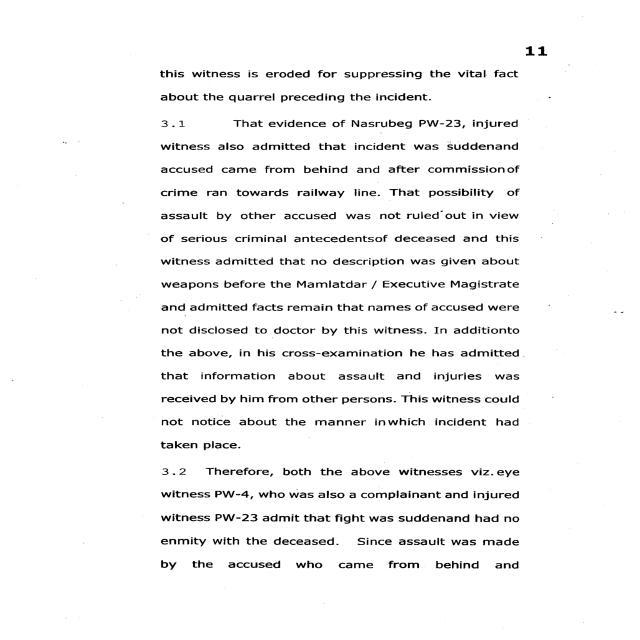 11
this witness is eroded for suppressing the vital fact
about the quarrel preceding the incident.
3.1 That evidence of Nasrubeg PW-23, injured
witness also admitted that incident was suddenand
accused came from behind and after commissionof
crime ran towards railway line. That possibility of
assault by other accused was not ruled out in view
of serious criminal antecedentsof deceased and this
witness admitted that no description was given about
weapons before the Mamlatdar / Executive Magistrate
and admitted facts remain that names of accused were
not disclosed to doctor by this witness. In additionto
the above, in his cross-examination he has admitted
that information about assault and injuries was
received by him from other persons. This witness could
not notice about the manner inwhich incident had
taken place.
3.2 Therefore, both the above witnesses viz. eye
witness PW-4, who was also a complainant and injured
witness PW-23 admit that fight was suddenand had no
enmity with the deceased. Since assault was made
by the accused who came from behind and